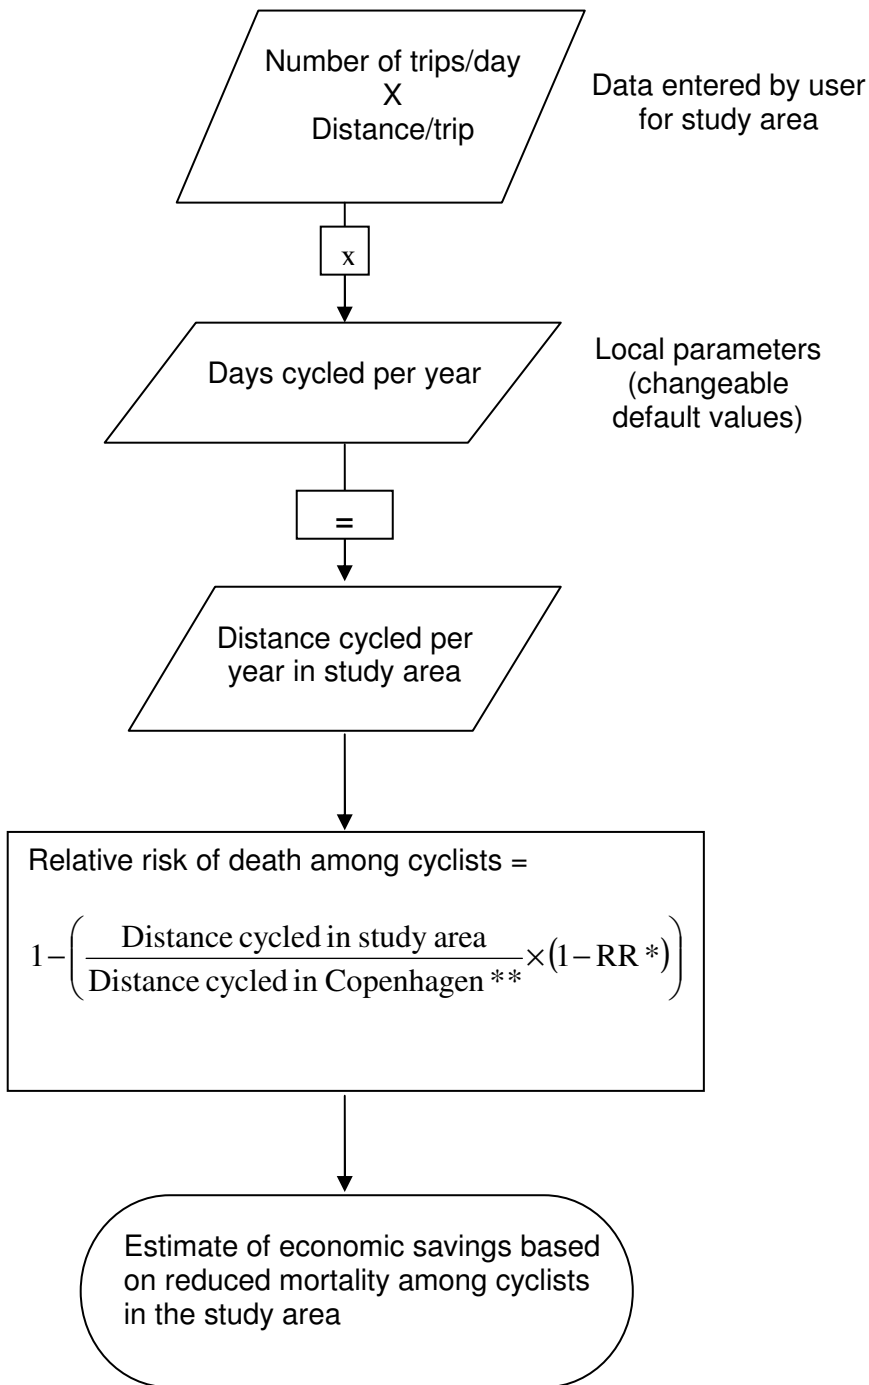 Number of trips/day
X
Distance/trip
Data entered by user
for study area
x
Days cycled per year
Local parameters
(changeable
default values)
=
Distance cycled per
year in study area
Relative risk of death among cyclists =
1−(Distance cycled in study area/Distance cycled in Copenhagen **×(1−RR *))
Estimate of economic savings based
on reduced mortality among cyclists
in the study area